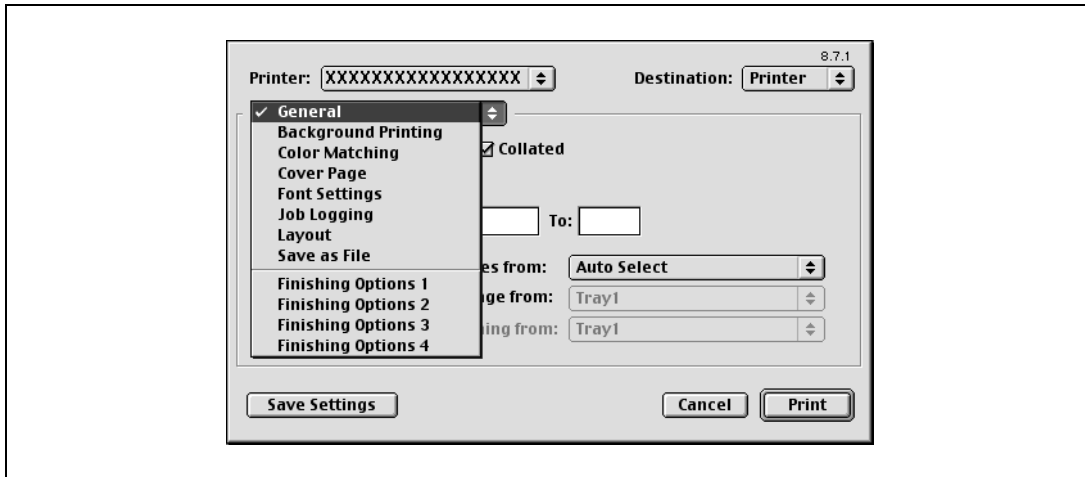 8.7.1
Printer: XXXXXXXXXXXXXXXXX Destination: Printer
✓ General
Background Printing
Color Matching
Collated
Cover Page
Font Settings
Job Logging
To:
Layout
Save as File
es from: Auto Select
Finishing Options 1
Finishing Options 2
ge from: Tray1
Finishing Options 3
ing from: Tray1
Finishing Options 4
Save Settings Cancel Print